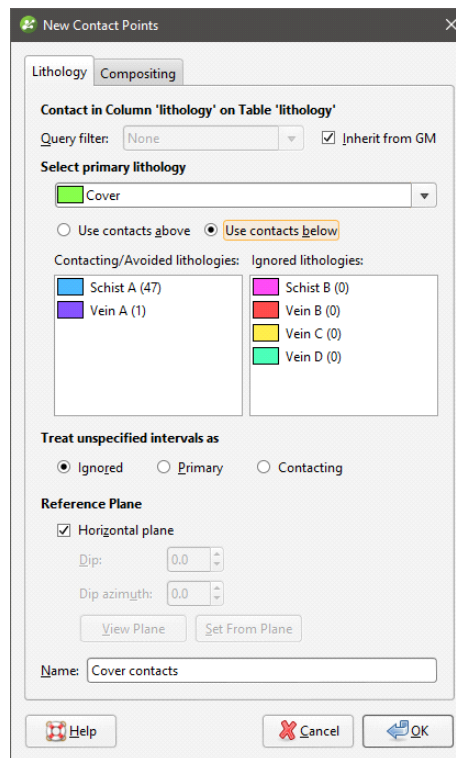 New Contact Points
Lithology Compositing
Contact in Column 'lithology' on Table 'lithology'
Query filter: None Inherit from GM
Select primary lithology
Cover
Use contacts above Use contacts below
Contacting/Avoided lithologies: Ignored lithologies:
Schist A (47) Schist B (0)
Vein A (1) Vein B (0)
Vein C (0)
Vein D (0)
Treat unspecified intervals as
Ignored Primary Contacting
Reference Plane
Horizontal plane
Dip: 0.0
Dip azimuth: 0.0
View Plane Set From Plane
Name: Cover contacts
Help Cancel OK